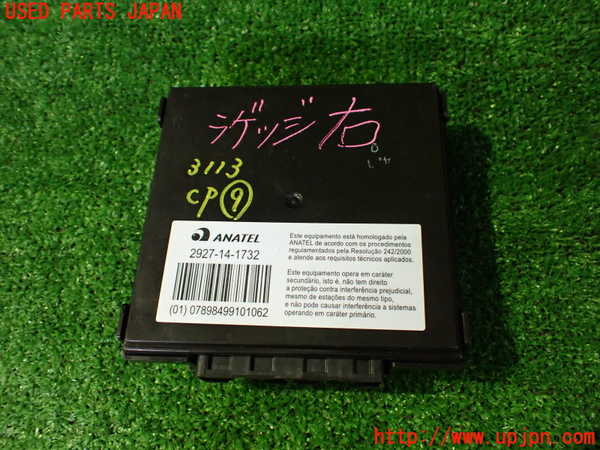 USED PARTS JAPAN
シゲッジ右
3113
CP⑨
ANATEL
2927-14-1732
(01) 07898499101062
Este equipamento está homologado pela
ANATEL de acordo com os procedimentos
regulamentados pela Resolução 242/2000
e atende aos requisitos técnicos aplicados.
Este equipamento opera em caráter
secundário, isto é, não tem direito
a proteção contra interferência prejudicial,
mesmo de estações do mesmo tipo,
e não pode causar interferência a sistemas
operando em caráter primário.
http://www.upjpn.com